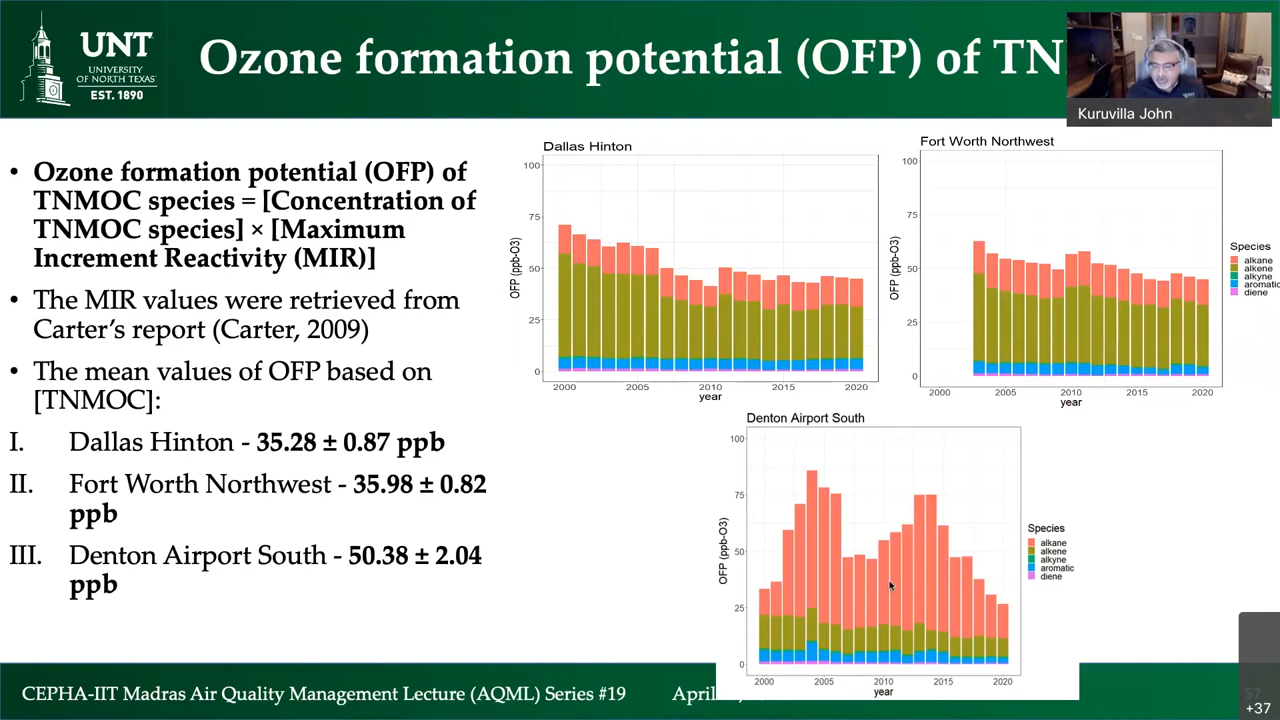 UNT
UNIVERSITY
OF NORTH TEXAS
EST. 1890
Ozone formation potential (OFP) of TN
Kuruvilla John
• Ozone formation potential (OFP) of
TNMOC species = [Concentration of
TNMOC species] × [Maximum
Increment Reactivity (MIR)]
• The MIR values were retrieved from
Carter’s report (Carter, 2009)
• The mean values of OFP based on
[TNMOC]:
I. Dallas Hinton - 35.28 ± 0.87 ppb
II. Fort Worth Northwest - 35.98 ± 0.82
ppb
III. Denton Airport South - 50.38 ± 2.04
ppb
Dallas Hinton
OFP (ppb-O3)
100
75
50
25
0
2000 2005 2010 2015 2020
year
Fort Worth Northwest
OFP (ppb-O3)
100
75
50
25
0
2000 2005 2010 2015 2020
year
Species
alkane
alkene
alkyne
aromatic
diene
Denton Airport South
OFP (ppb-O3)
100
75
50
25
0
2000 2005 2010 2015 2020
year
Species
alkane
alkene
alkyne
aromatic
diene
CEPHA-IIT Madras Air Quality Management Lecture (AQML) Series #19 April
57
+37